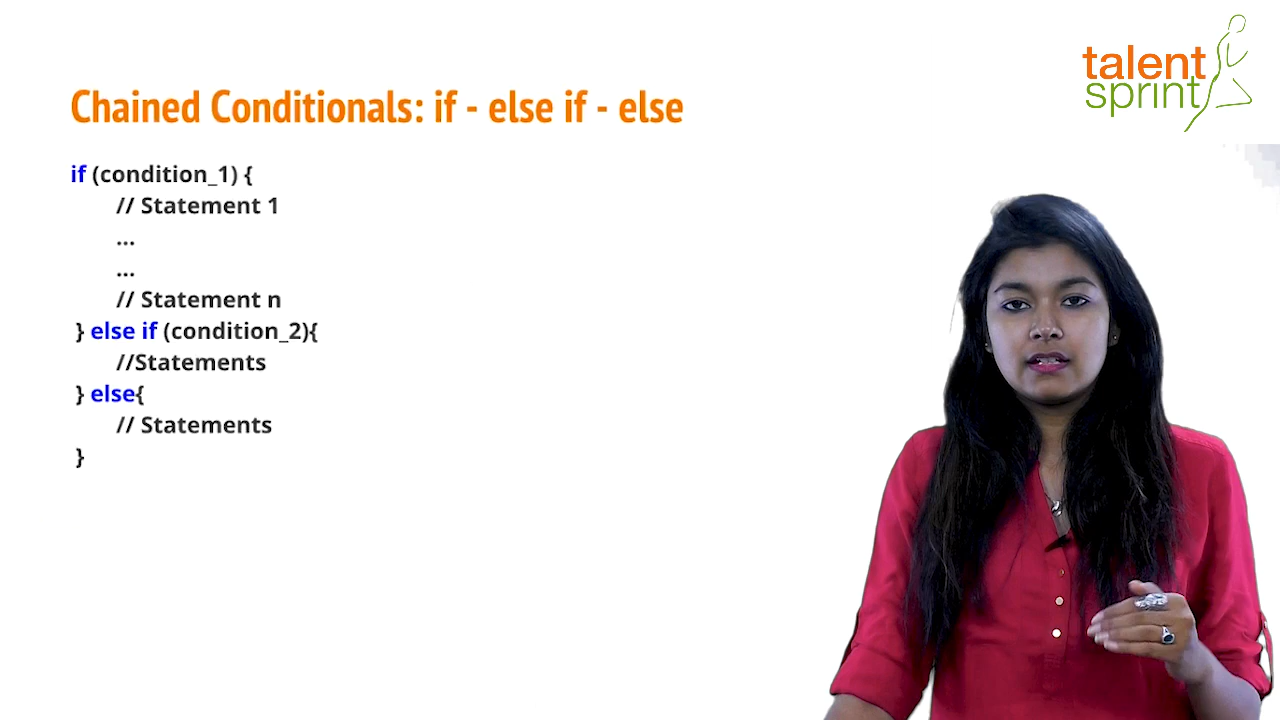 talent
sprint
Chained Conditionals: if - else if - else
if (condition_1) {
// Statement 1
...
...
// Statement n
} else if (condition_2){
//Statements
} else{
// Statements
}